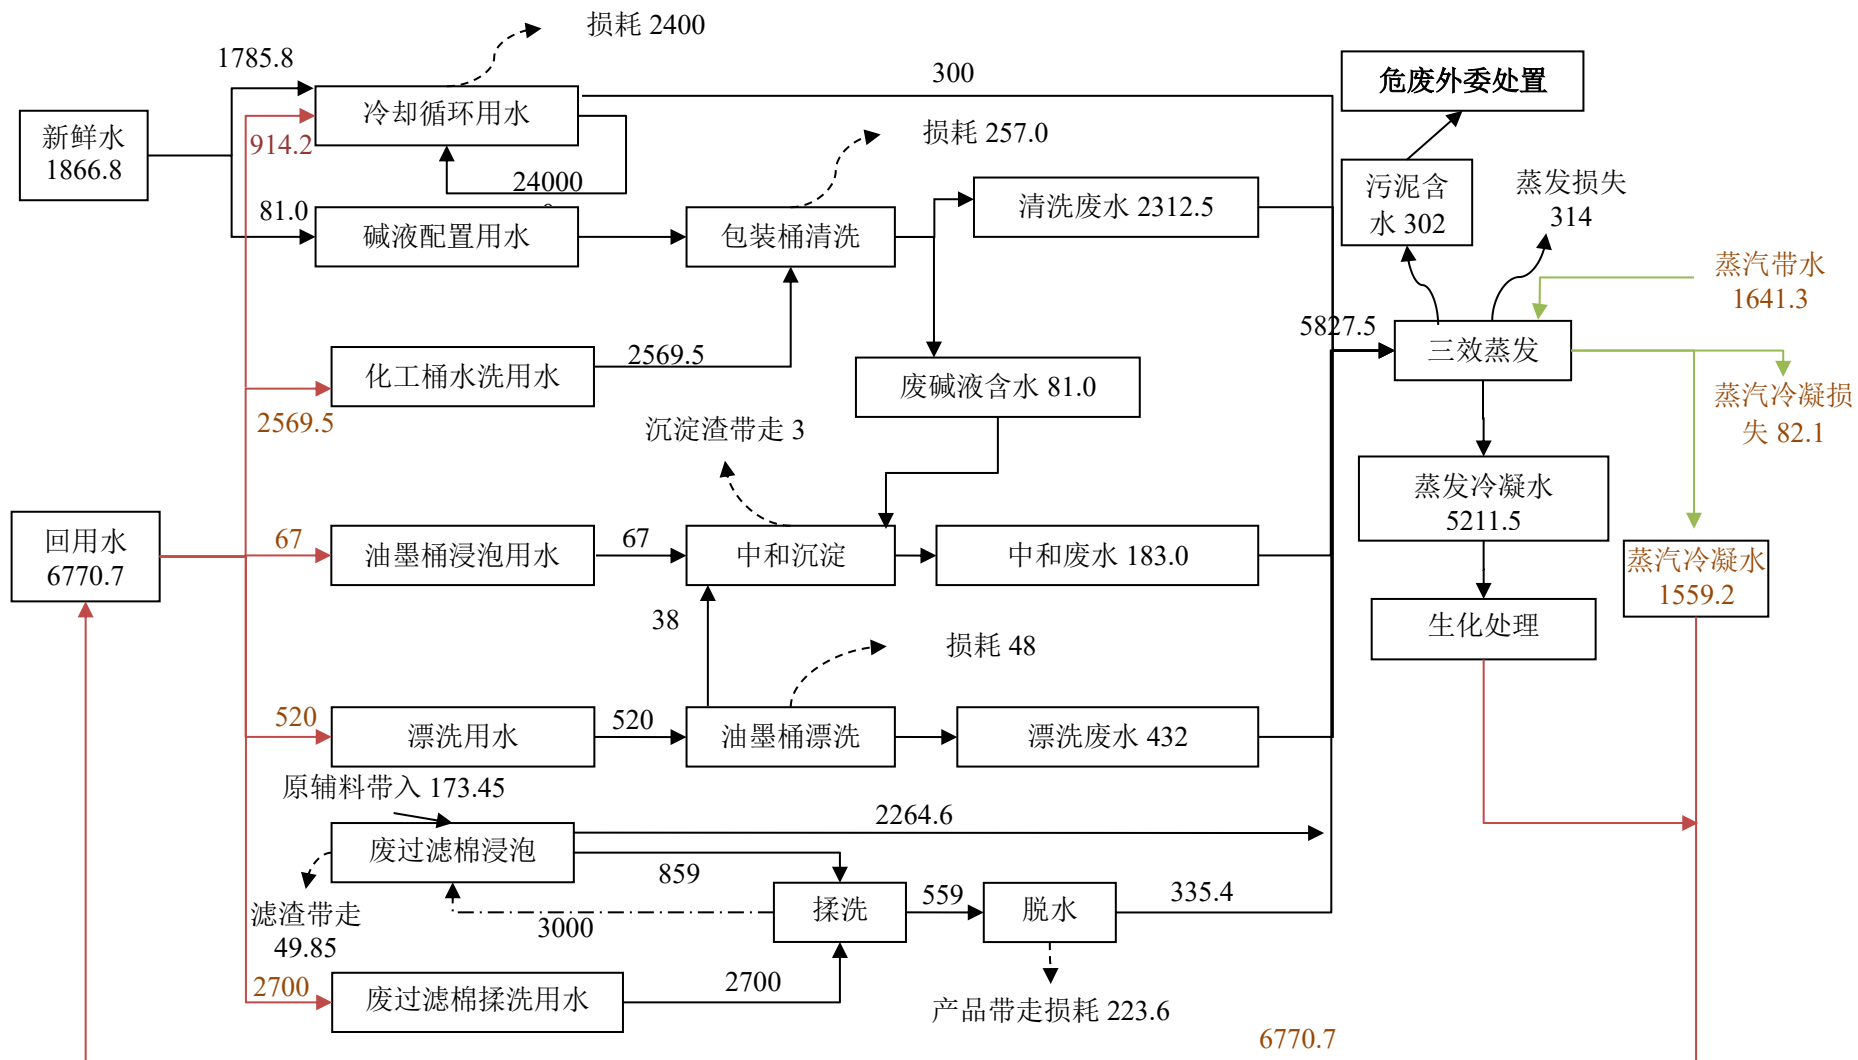 损耗 2400
1785.8
300
危废外委处置
冷却循环用水
新鲜水
1866.8
914.2
损耗 257.0
24000
污泥含
水 302
蒸发损失
314
81.0
碱液配置用水
包装桶清洗
清洗废水 2312.5
蒸汽带水
1641.3
5827.5
三效蒸发
2569.5
化工桶水洗用水
废碱液含水 81.0
2569.5
蒸汽冷凝损
失 82.1
沉淀渣带走 3
蒸发冷凝水
5211.5
回用水
6770.7
67
油墨桶浸泡用水
67
中和沉淀
中和废水 183.0
蒸汽冷凝水
1559.2
38
生化处理
损耗 48
520
漂洗用水
520
油墨桶漂洗
漂洗废水 432
原辅料带入 173.45
2264.6
废过滤棉浸泡
859
滤渣带走
49.85
3000
揉洗
559
脱水
335.4
2700
废过滤棉揉洗用水
2700
产品带走损耗 223.6
6770.7